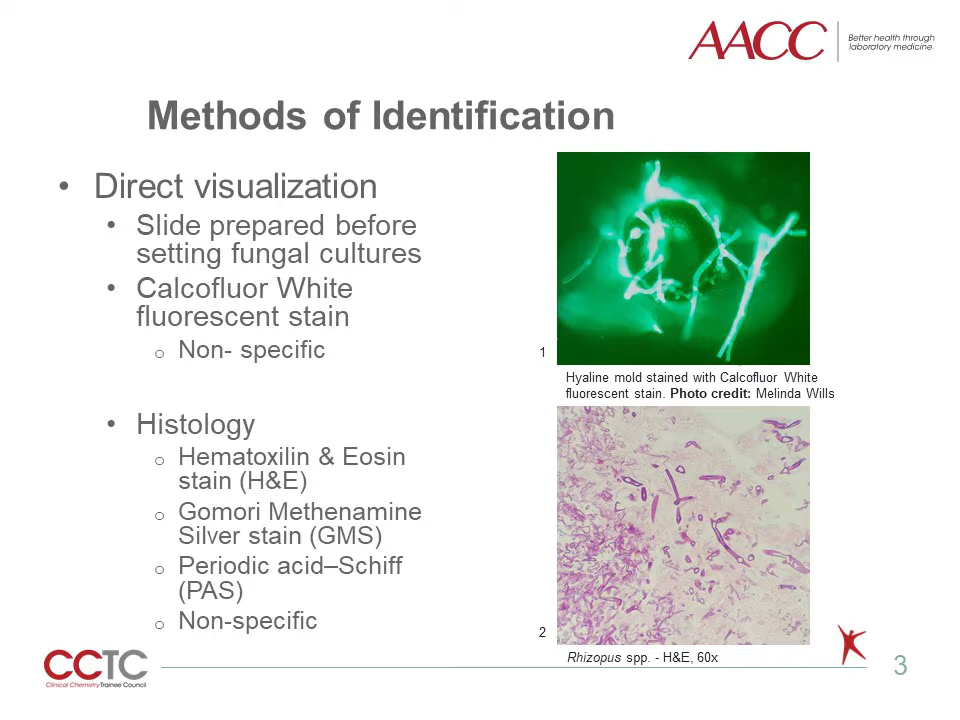 AACC
Better health through
laboratory medicine.
Methods of Identification
• Direct visualization
• Slide prepared before
setting fungal cultures
• Calcofluor White
fluorescent stain
o Non- specific
• Histology
o Hematoxilin & Eosin
stain (H&E)
o Gomori Methenamine
Silver stain (GMS)
o Periodic acid–Schiff
(PAS)
o Non-specific
1
Hyaline mold stained with Calcofluor White
fluorescent stain. Photo credit: Melinda Wills
2
Rhizopus spp. - H&E, 60x
CCTC
Clinical Chemistry Trainee Council
3